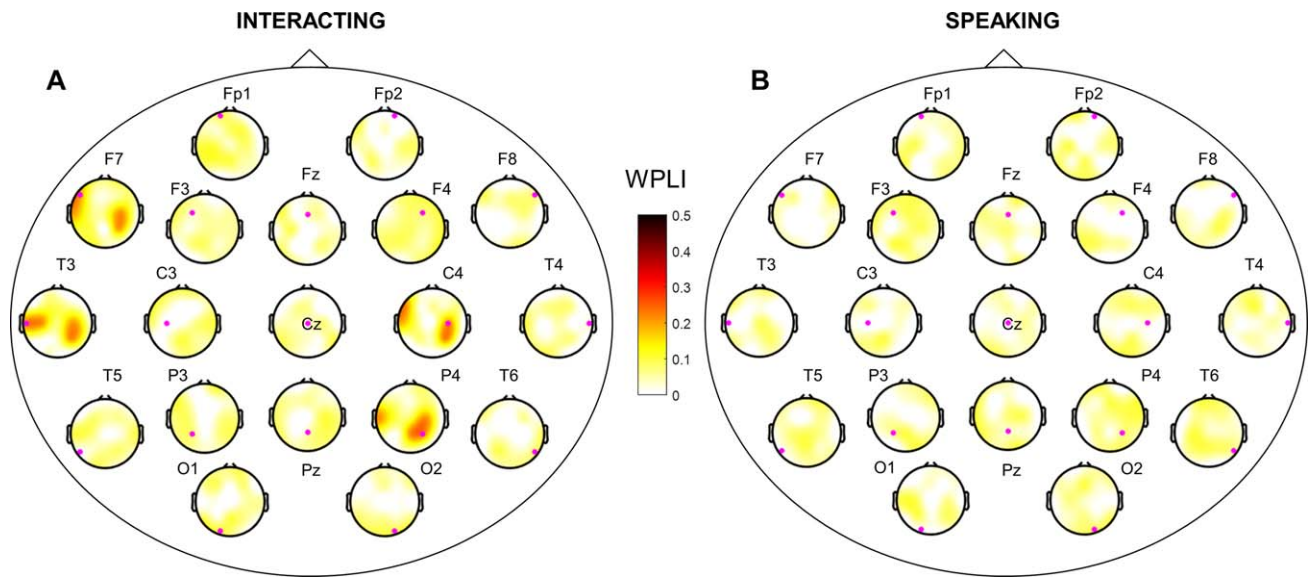 INTERACTING
SPEAKING
A
B
Fp1 Fp2
Fp1 Fp2
F7 F3 Fz F4 F8
F7 F3 Fz F4 F8
WPLI
0.5
0.4
0.3
0.2
0.1
0
T3 C3 Cz C4 T4
T3 C3 Cz C4 T4
T5 P3 P4 T6
T5 P3 P4 T6
O1 Pz O2
O1 Pz O2